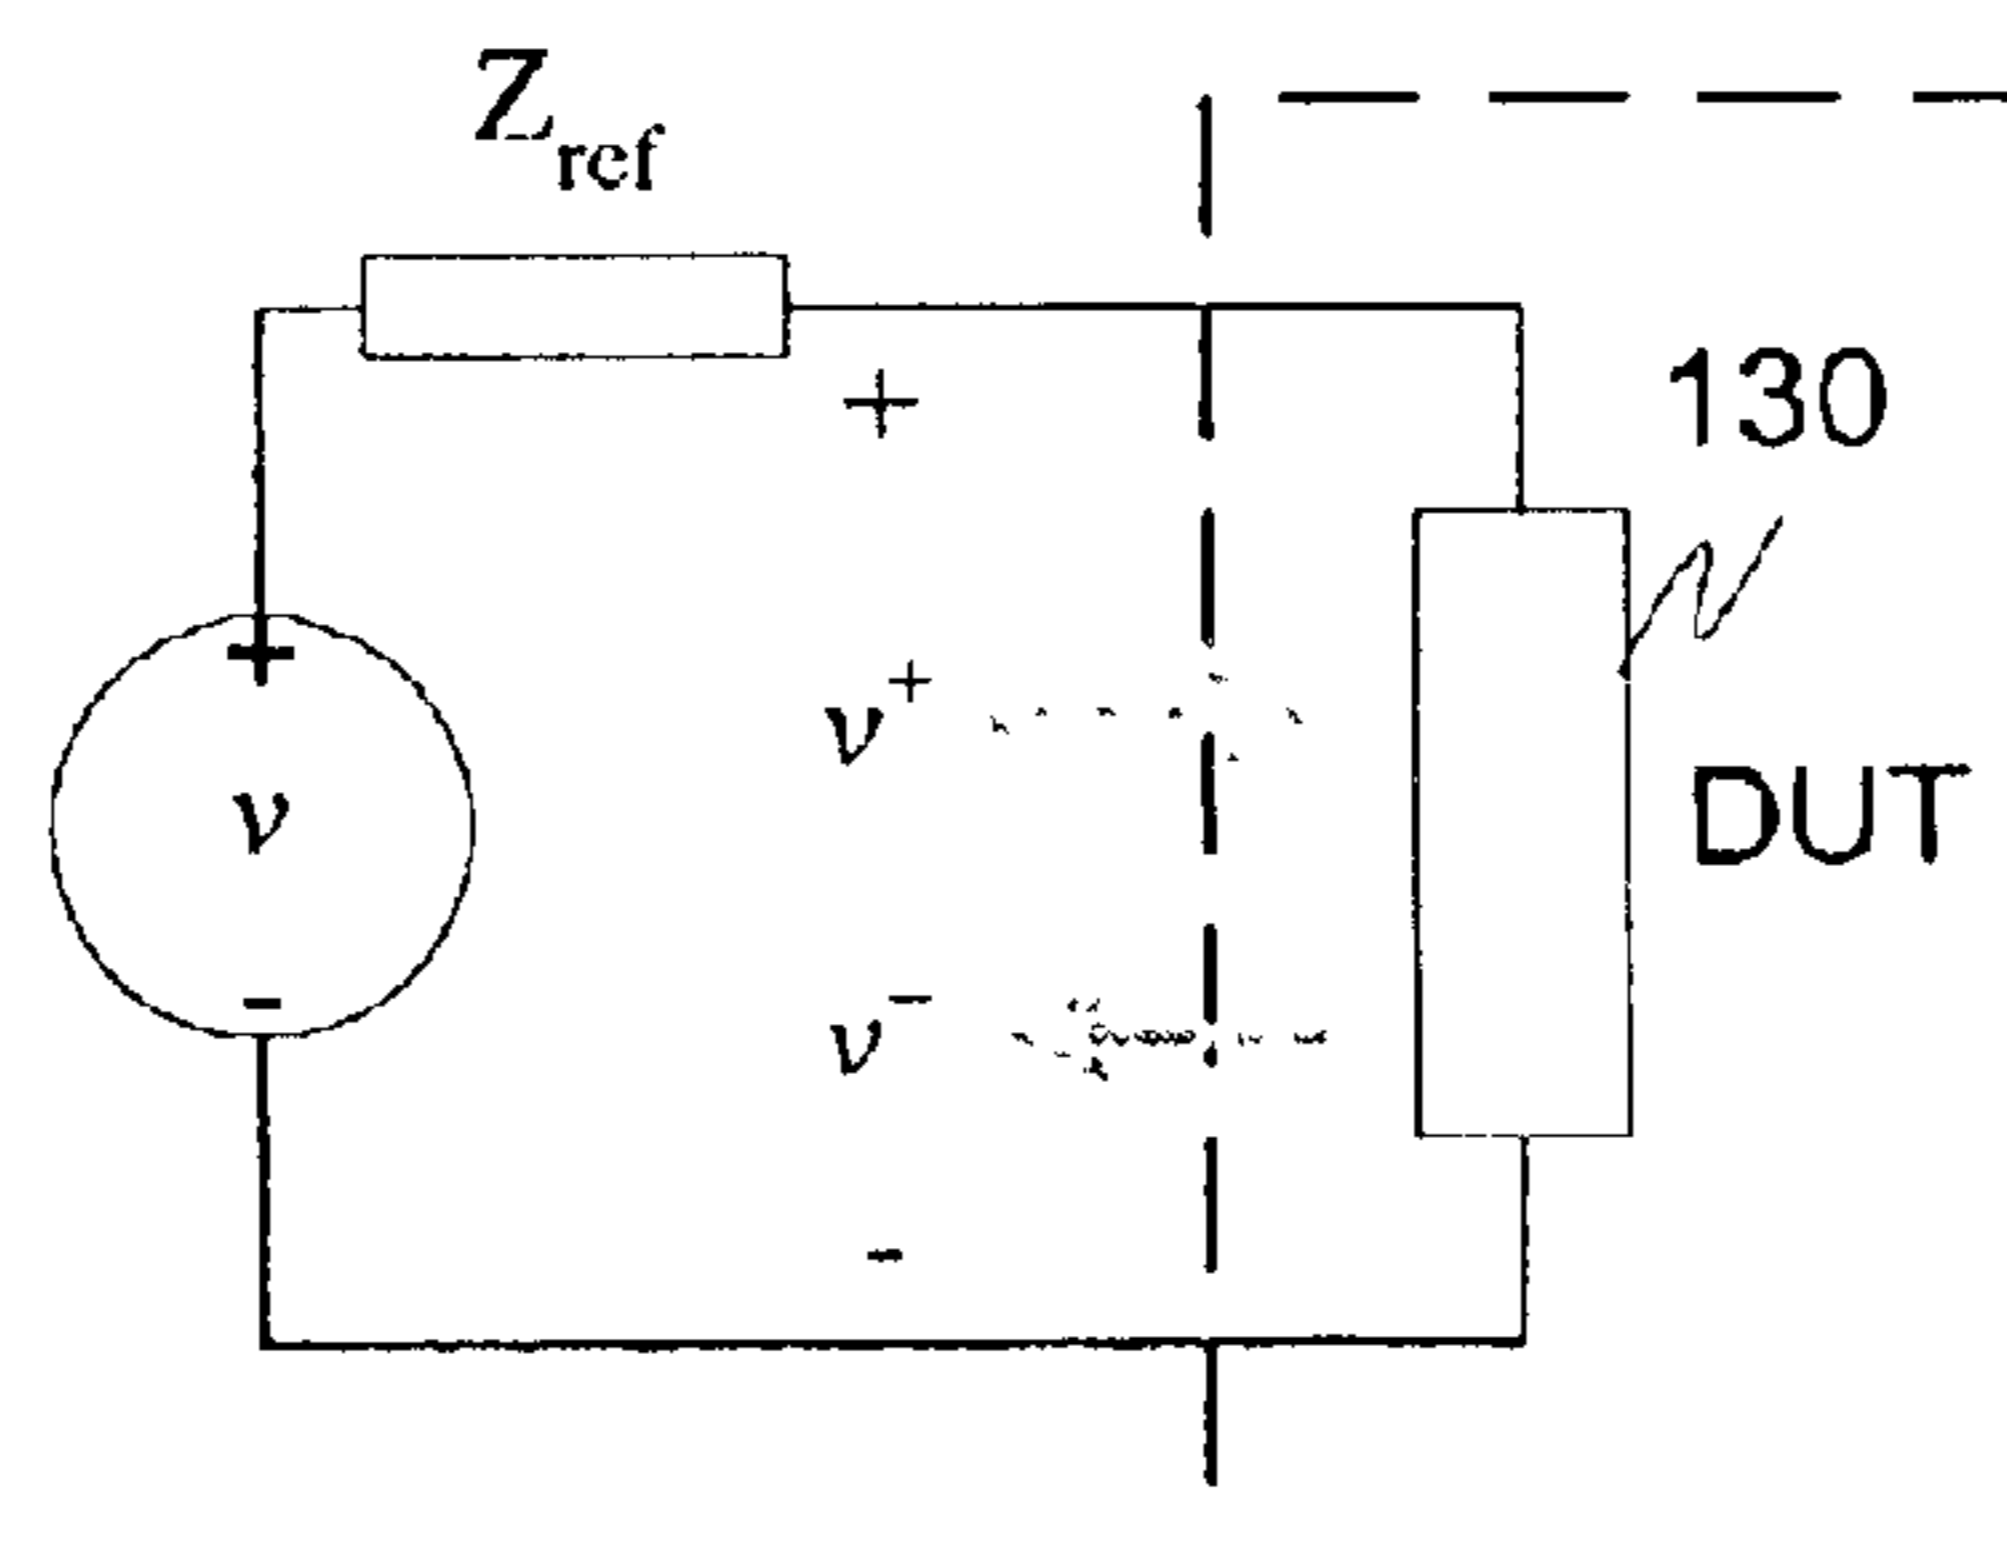 Z_ref
130
+
+
v⁺
v
DUT
v⁻
-
-